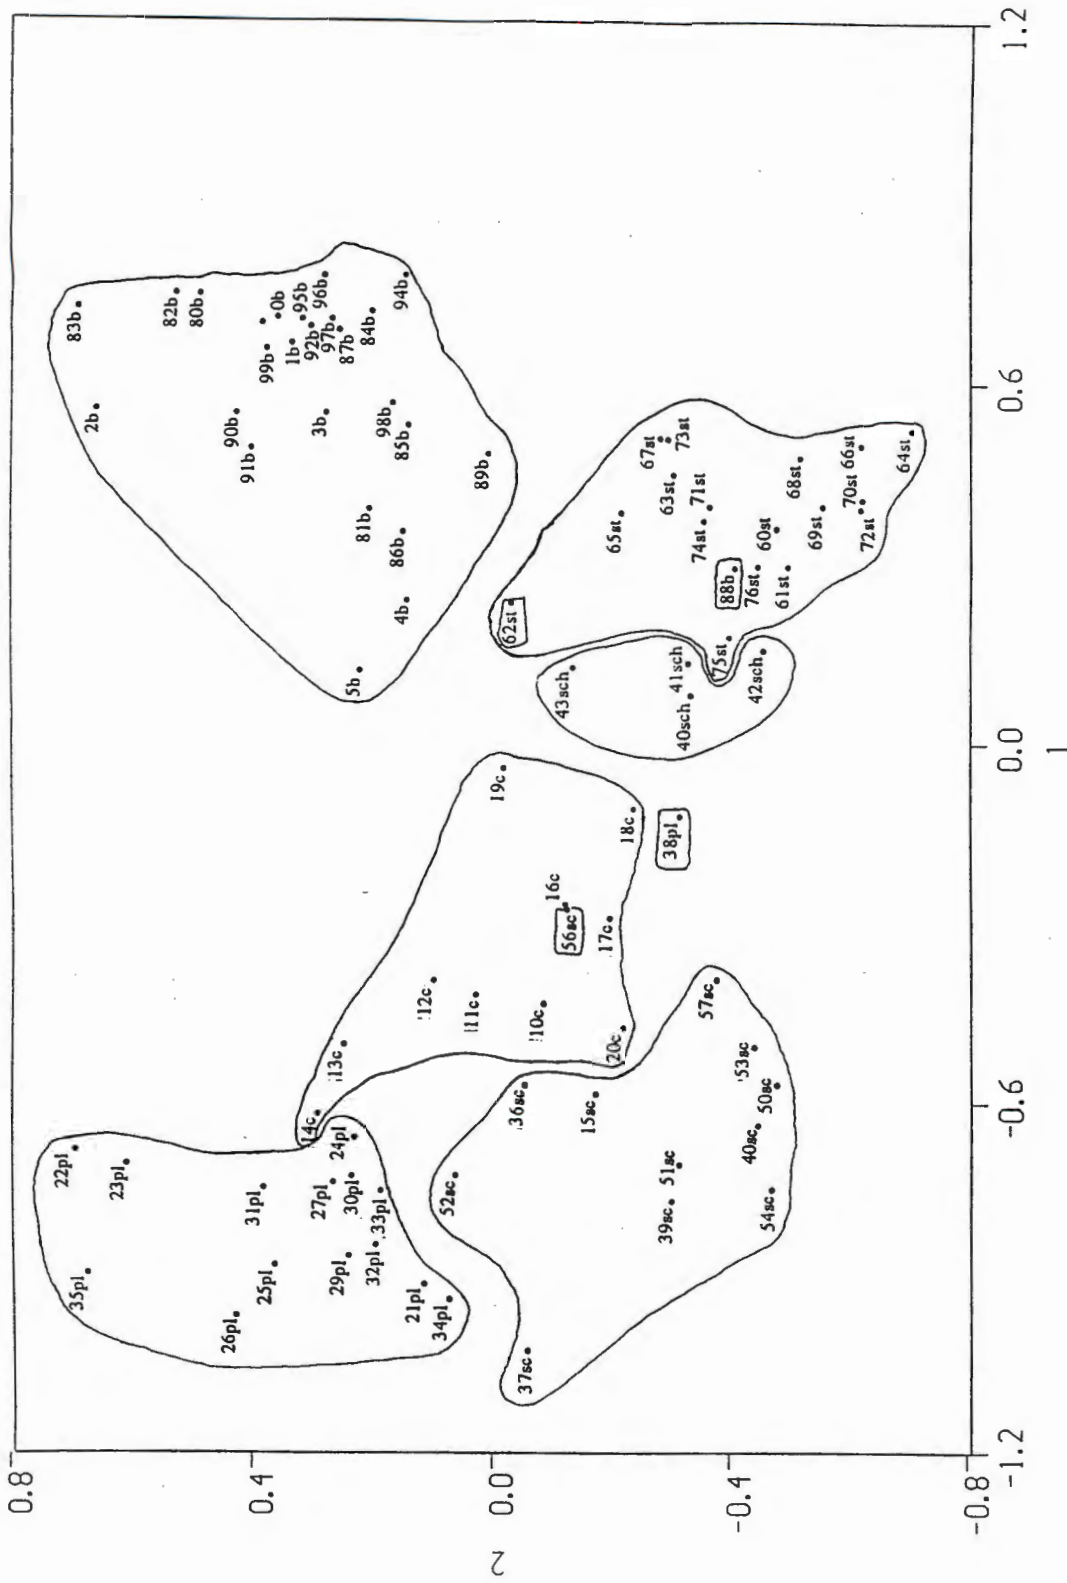 0.8
0.4
0.0
-0.4
-0.8
2
-1.2
-0.6
0.0
0.6
1.2
1
35pl
22pl
23pl
26pl
25pl
31pl
29pl
27pl
24pl
30pl
32pl
33pl
21pl
34pl
14c
13c
12c
11c
10c
20c
19c
18c
16c
56sc
17c
38pl
52sc
36sc
15sc
37sc
39sc
51sc
57sc
53sc
50sc
40sc
54sc
83b
2b
82b
80b
90b
91b
99b
0b
1b
95b
92b
96b
97b
87b
3b
84b
98b
94b
85b
81b
86b
89b
4b
5b
62st
65st
67st
73st
63st
71st
74st
88b
60st
68st
76st
61st
69st
66st
70st
72st
64st
75st
43sch
41sch
40sch
42sch